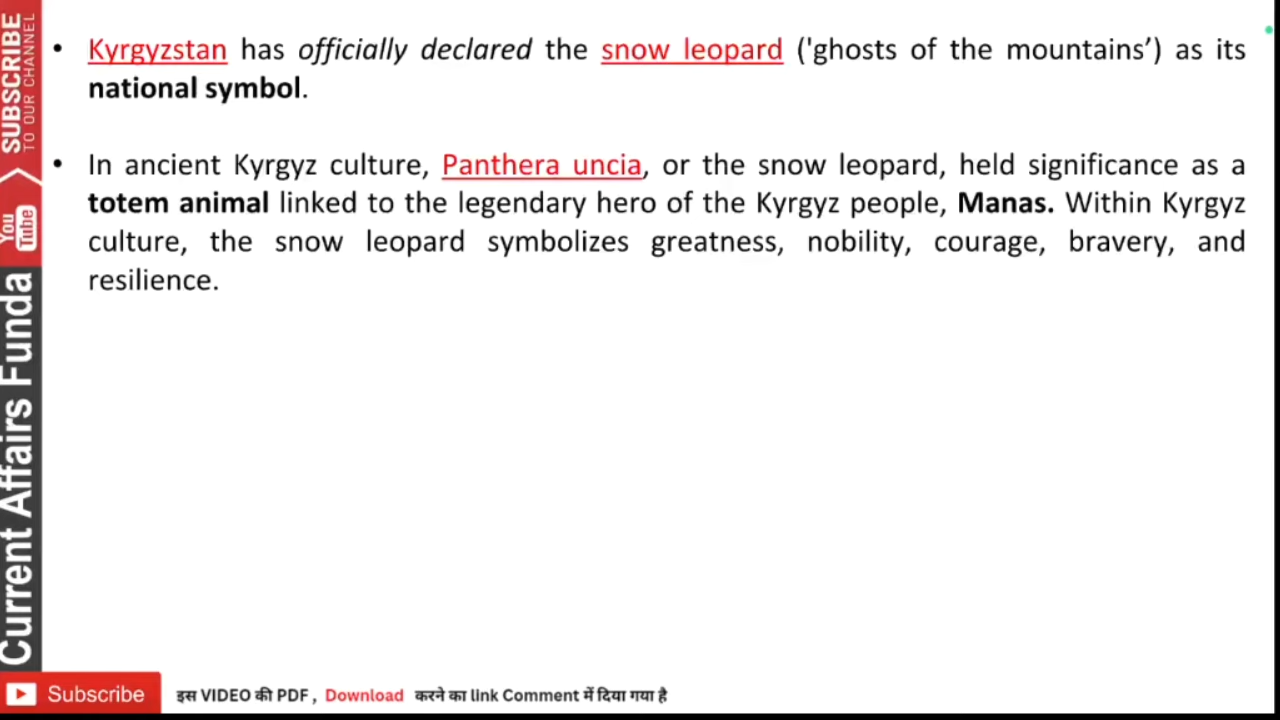 • Kyrgyzstan has officially declared the snow leopard ('ghosts of the mountains’) as its
national symbol.
• In ancient Kyrgyz culture, Panthera uncia, or the snow leopard, held significance as a
totem animal linked to the legendary hero of the Kyrgyz people, Manas. Within Kyrgyz
culture, the snow leopard symbolizes greatness, nobility, courage, bravery, and
resilience.
SUBSCRIBE
TO OUR CHANNEL
You
Tube
Current Affairs Funda
Subscribe
इस VIDEO की PDF , Download करने का link Comment में दिया गया है